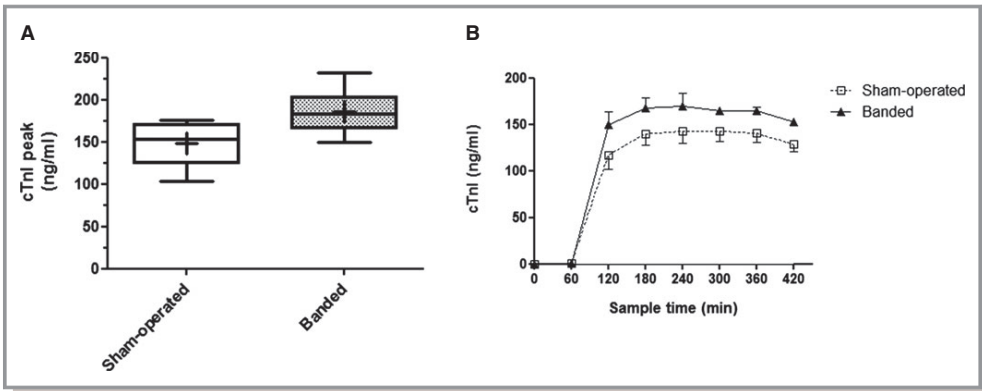 A
cTnI peak
(ng/ml)
250
200
150
100
50
0
Sham-operated
Banded
B
cTnI (ng/ml)
200
150
100
50
0
0 60 120 180 240 300 360 420
Sample time (min)
Sham-operated
Banded